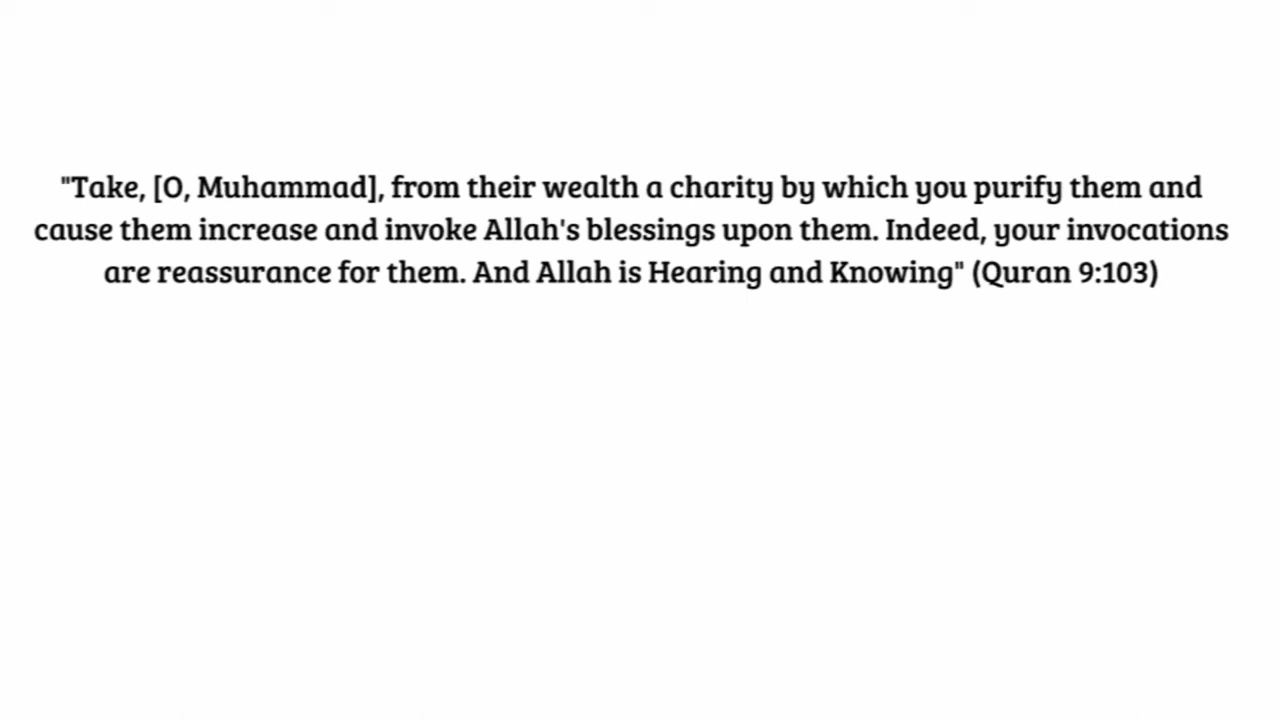 "Take, [O, Muhammad], from their wealth a charity by which you purify them and
cause them increase and invoke Allah's blessings upon them. Indeed, your invocations
are reassurance for them. And Allah is Hearing and Knowing" (Quran 9:103)